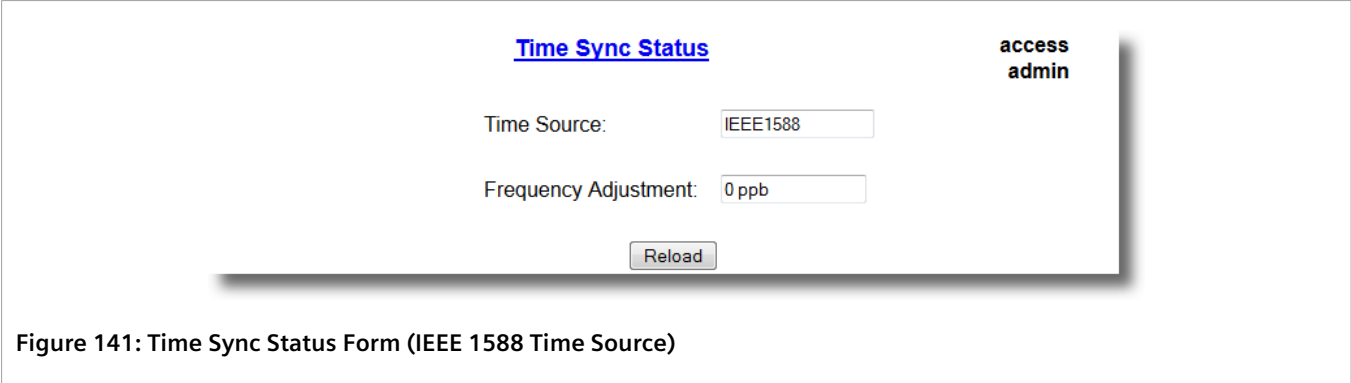 Time Sync Status
access
admin
Time Source: IEEE1588
Frequency Adjustment: 0 ppb
Reload
Figure 141: Time Sync Status Form (IEEE 1588 Time Source)